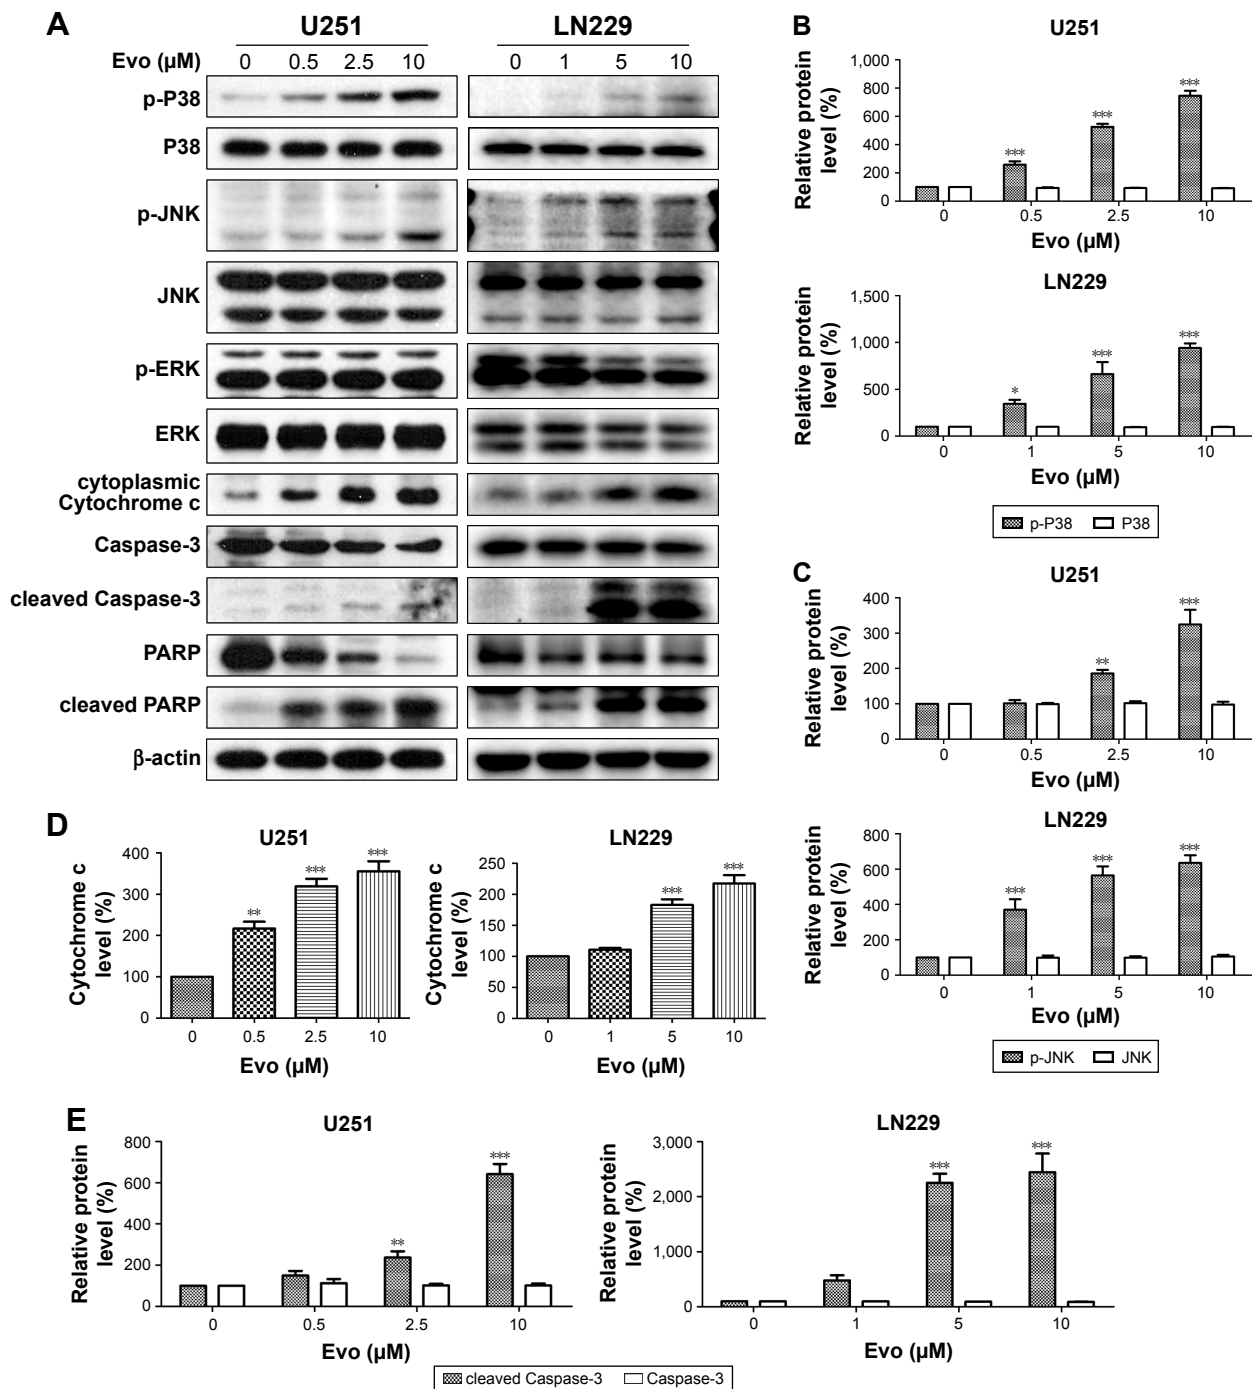 A
U251
LN229
Evo (µM) 0 0.5 2.5 10 0 1 5 10
p-P38
P38
p-JNK
JNK
p-ERK
ERK
cytoplasmic
Cytochrome c
Caspase-3
cleaved Caspase-3
PARP
cleaved PARP
β-actin
B
U251
Relative protein
level (%)
1,000
800
600
400
200
0
***
***
***
0 0.5 2.5 10
Evo (µM)
LN229
Relative protein
level (%)
1,500
1,000
500
0
*
***
***
0 1 5 10
Evo (µM)
p-P38 P38
C
U251
Relative protein
level (%)
400
300
200
100
0
**
***
0 0.5 2.5 10
Evo (µM)
LN229
Relative protein
level (%)
800
600
400
200
0
***
***
***
0 1 5 10
Evo (µM)
p-JNK JNK
D
U251
Cytochrome c
level (%)
400
300
200
100
0
**
***
***
0 0.5 2.5 10
Evo (µM)
LN229
Cytochrome c
level (%)
250
200
150
100
50
0
***
***
0 1 5 10
Evo (µM)
E
U251
Relative protein
level (%)
800
600
400
200
100
0
**
***
0 0.5 2.5 10
Evo (µM)
LN229
Relative protein
level (%)
3,000
2,000
1,000
0
***
***
0 1 5 10
Evo (µM)
cleaved Caspase-3 Caspase-3